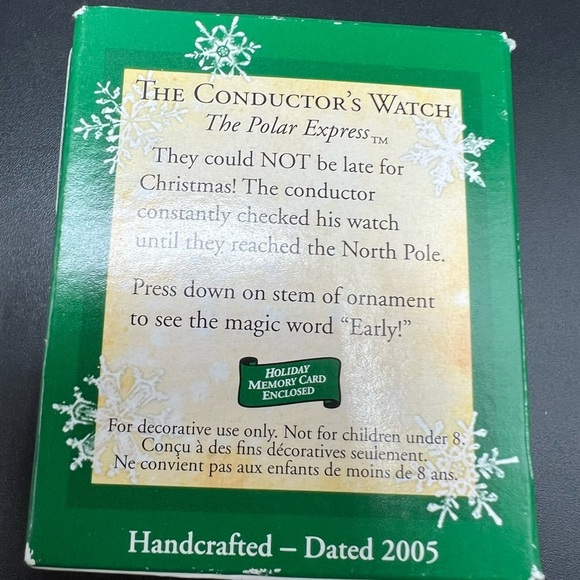 THE CONDUCTOR'S WATCH
The Polar Express™
They could NOT be late for
Christmas! The conductor
constantly checked his watch
until they reached the North Pole.
Press down on stem of ornament
to see the magic word “Early!”
HOLIDAY
MEMORY CARD
ENCLOSED
For decorative use only. Not for children under 8.
Conçu à des fins décoratives seulement.
Ne convient pas aux enfants de moins de 8 ans.
Handcrafted – Dated 2005